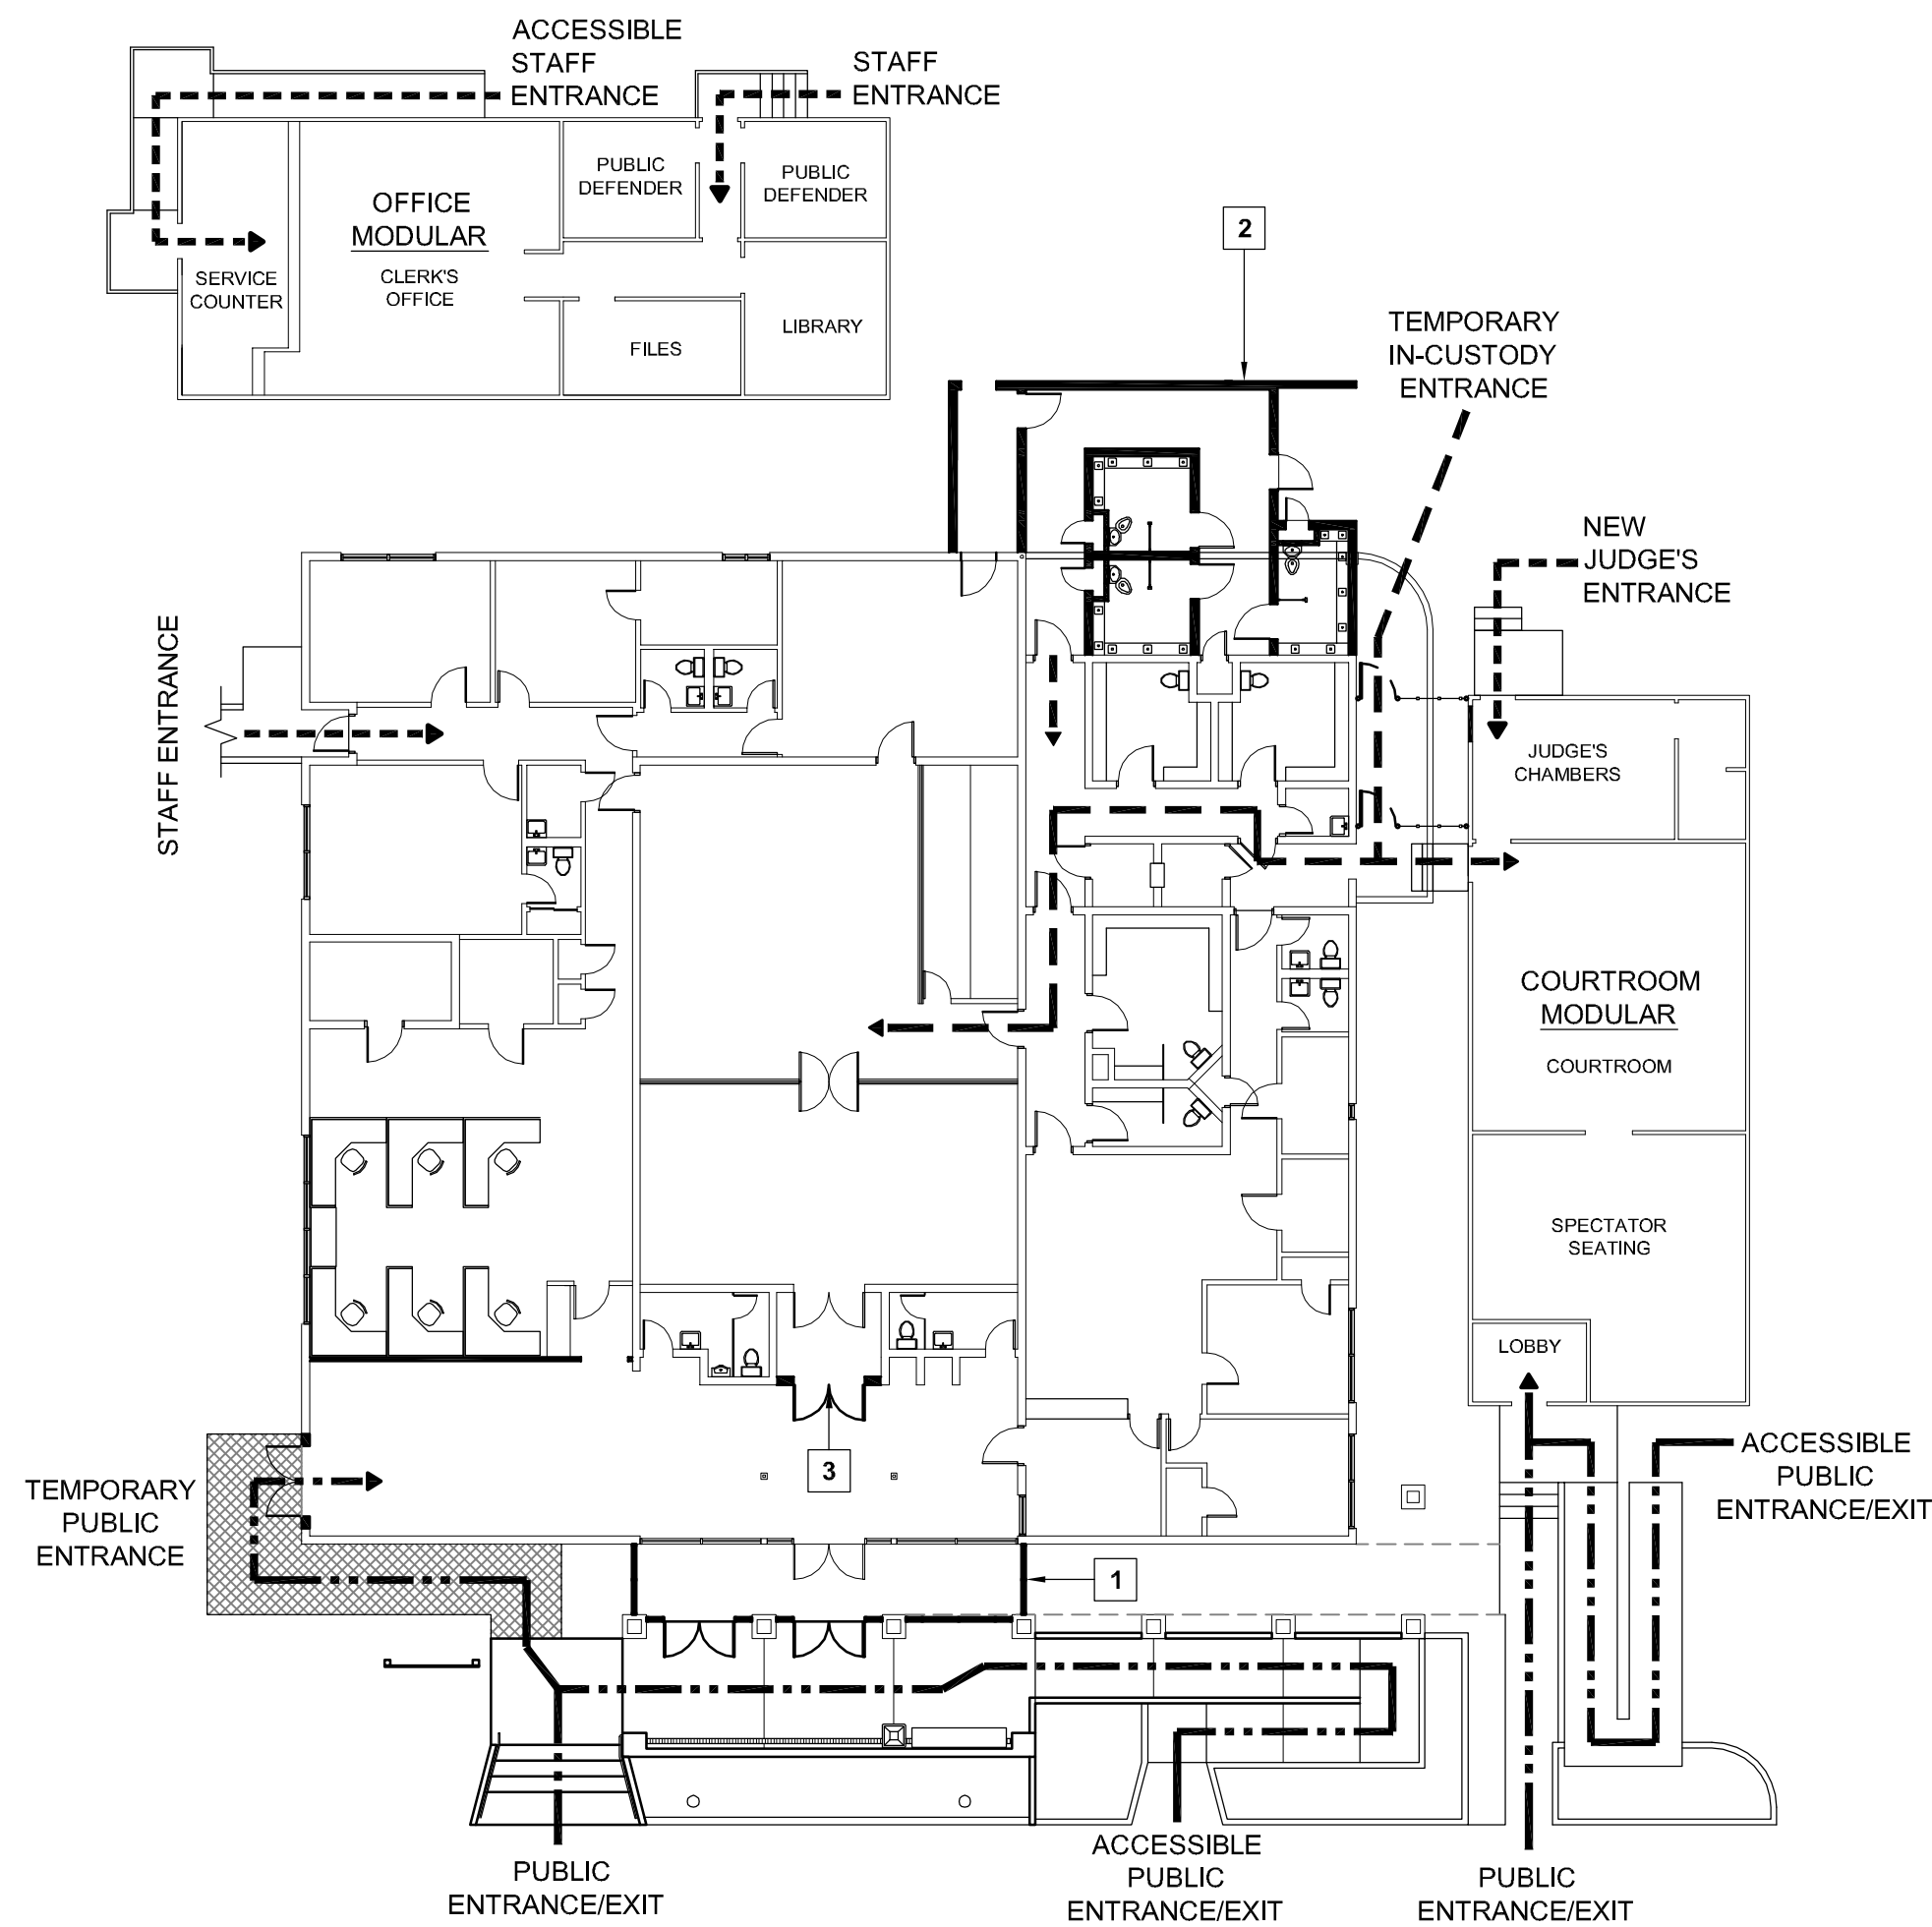 ACCESSIBLE
STAFF
ENTRANCE
STAFF
ENTRANCE
PUBLIC
DEFENDER
PUBLIC
DEFENDER
OFFICE
MODULAR
CLERK'S
OFFICE
SERVICE
COUNTER
FILES
LIBRARY
2
TEMPORARY
IN-CUSTODY
ENTRANCE
NEW
JUDGE'S
ENTRANCE
STAFF ENTRANCE
JUDGE'S
CHAMBERS
COURTROOM
MODULAR
COURTROOM
SPECTATOR
SEATING
LOBBY
3
TEMPORARY
PUBLIC
ENTRANCE
ACCESSIBLE
PUBLIC
ENTRANCE/EXIT
1
PUBLIC
ENTRANCE/EXIT
ACCESSIBLE
PUBLIC
ENTRANCE/EXIT
PUBLIC
ENTRANCE/EXIT